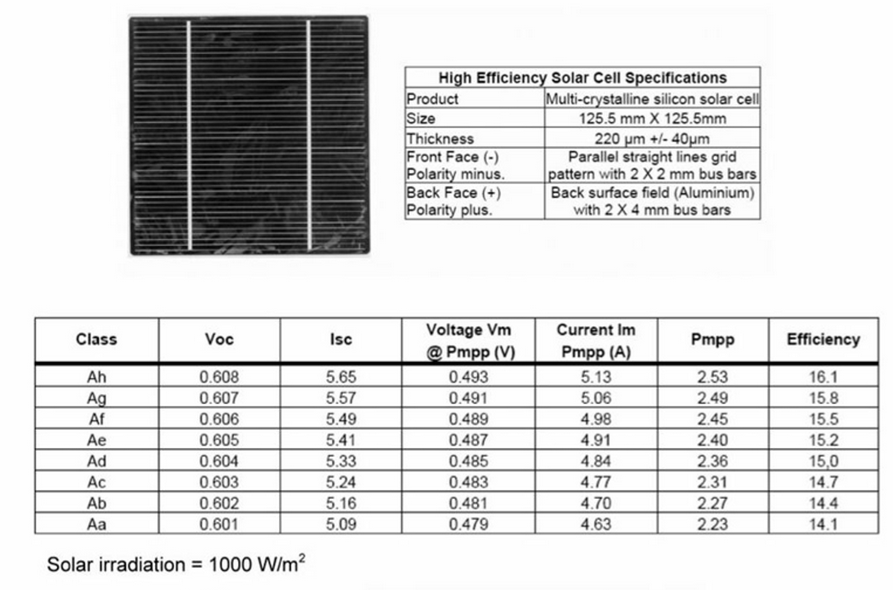 High Efficiency Solar Cell Specifications
Product Multi-crystalline silicon solar cell
Size 125.5 mm X 125.5mm
Thickness 220 µm +/- 40µm
Front Face (-) Parallel straight lines grid
Polarity minus. pattern with 2 X 2 mm bus bars
Back Face (+) Back surface field (Aluminium)
Polarity plus. with 2 X 4 mm bus bars
Class Voc Isc Voltage Vm Current Im Pmpp Efficiency
@ Pmpp (V) Pmpp (A)
Ah 0.608 5.65 0.493 5.13 2.53 16.1
Ag 0.607 5.57 0.491 5.06 2.49 15.8
Af 0.606 5.49 0.489 4.98 2.45 15.5
Ae 0.605 5.41 0.487 4.91 2.40 15.2
Ad 0.604 5.33 0.485 4.84 2.36 15,0
Ac 0.603 5.24 0.483 4.77 2.31 14.7
Ab 0.602 5.16 0.481 4.70 2.27 14.4
Aa 0.601 5.09 0.479 4.63 2.23 14.1
Solar irradiation = 1000 W/m²